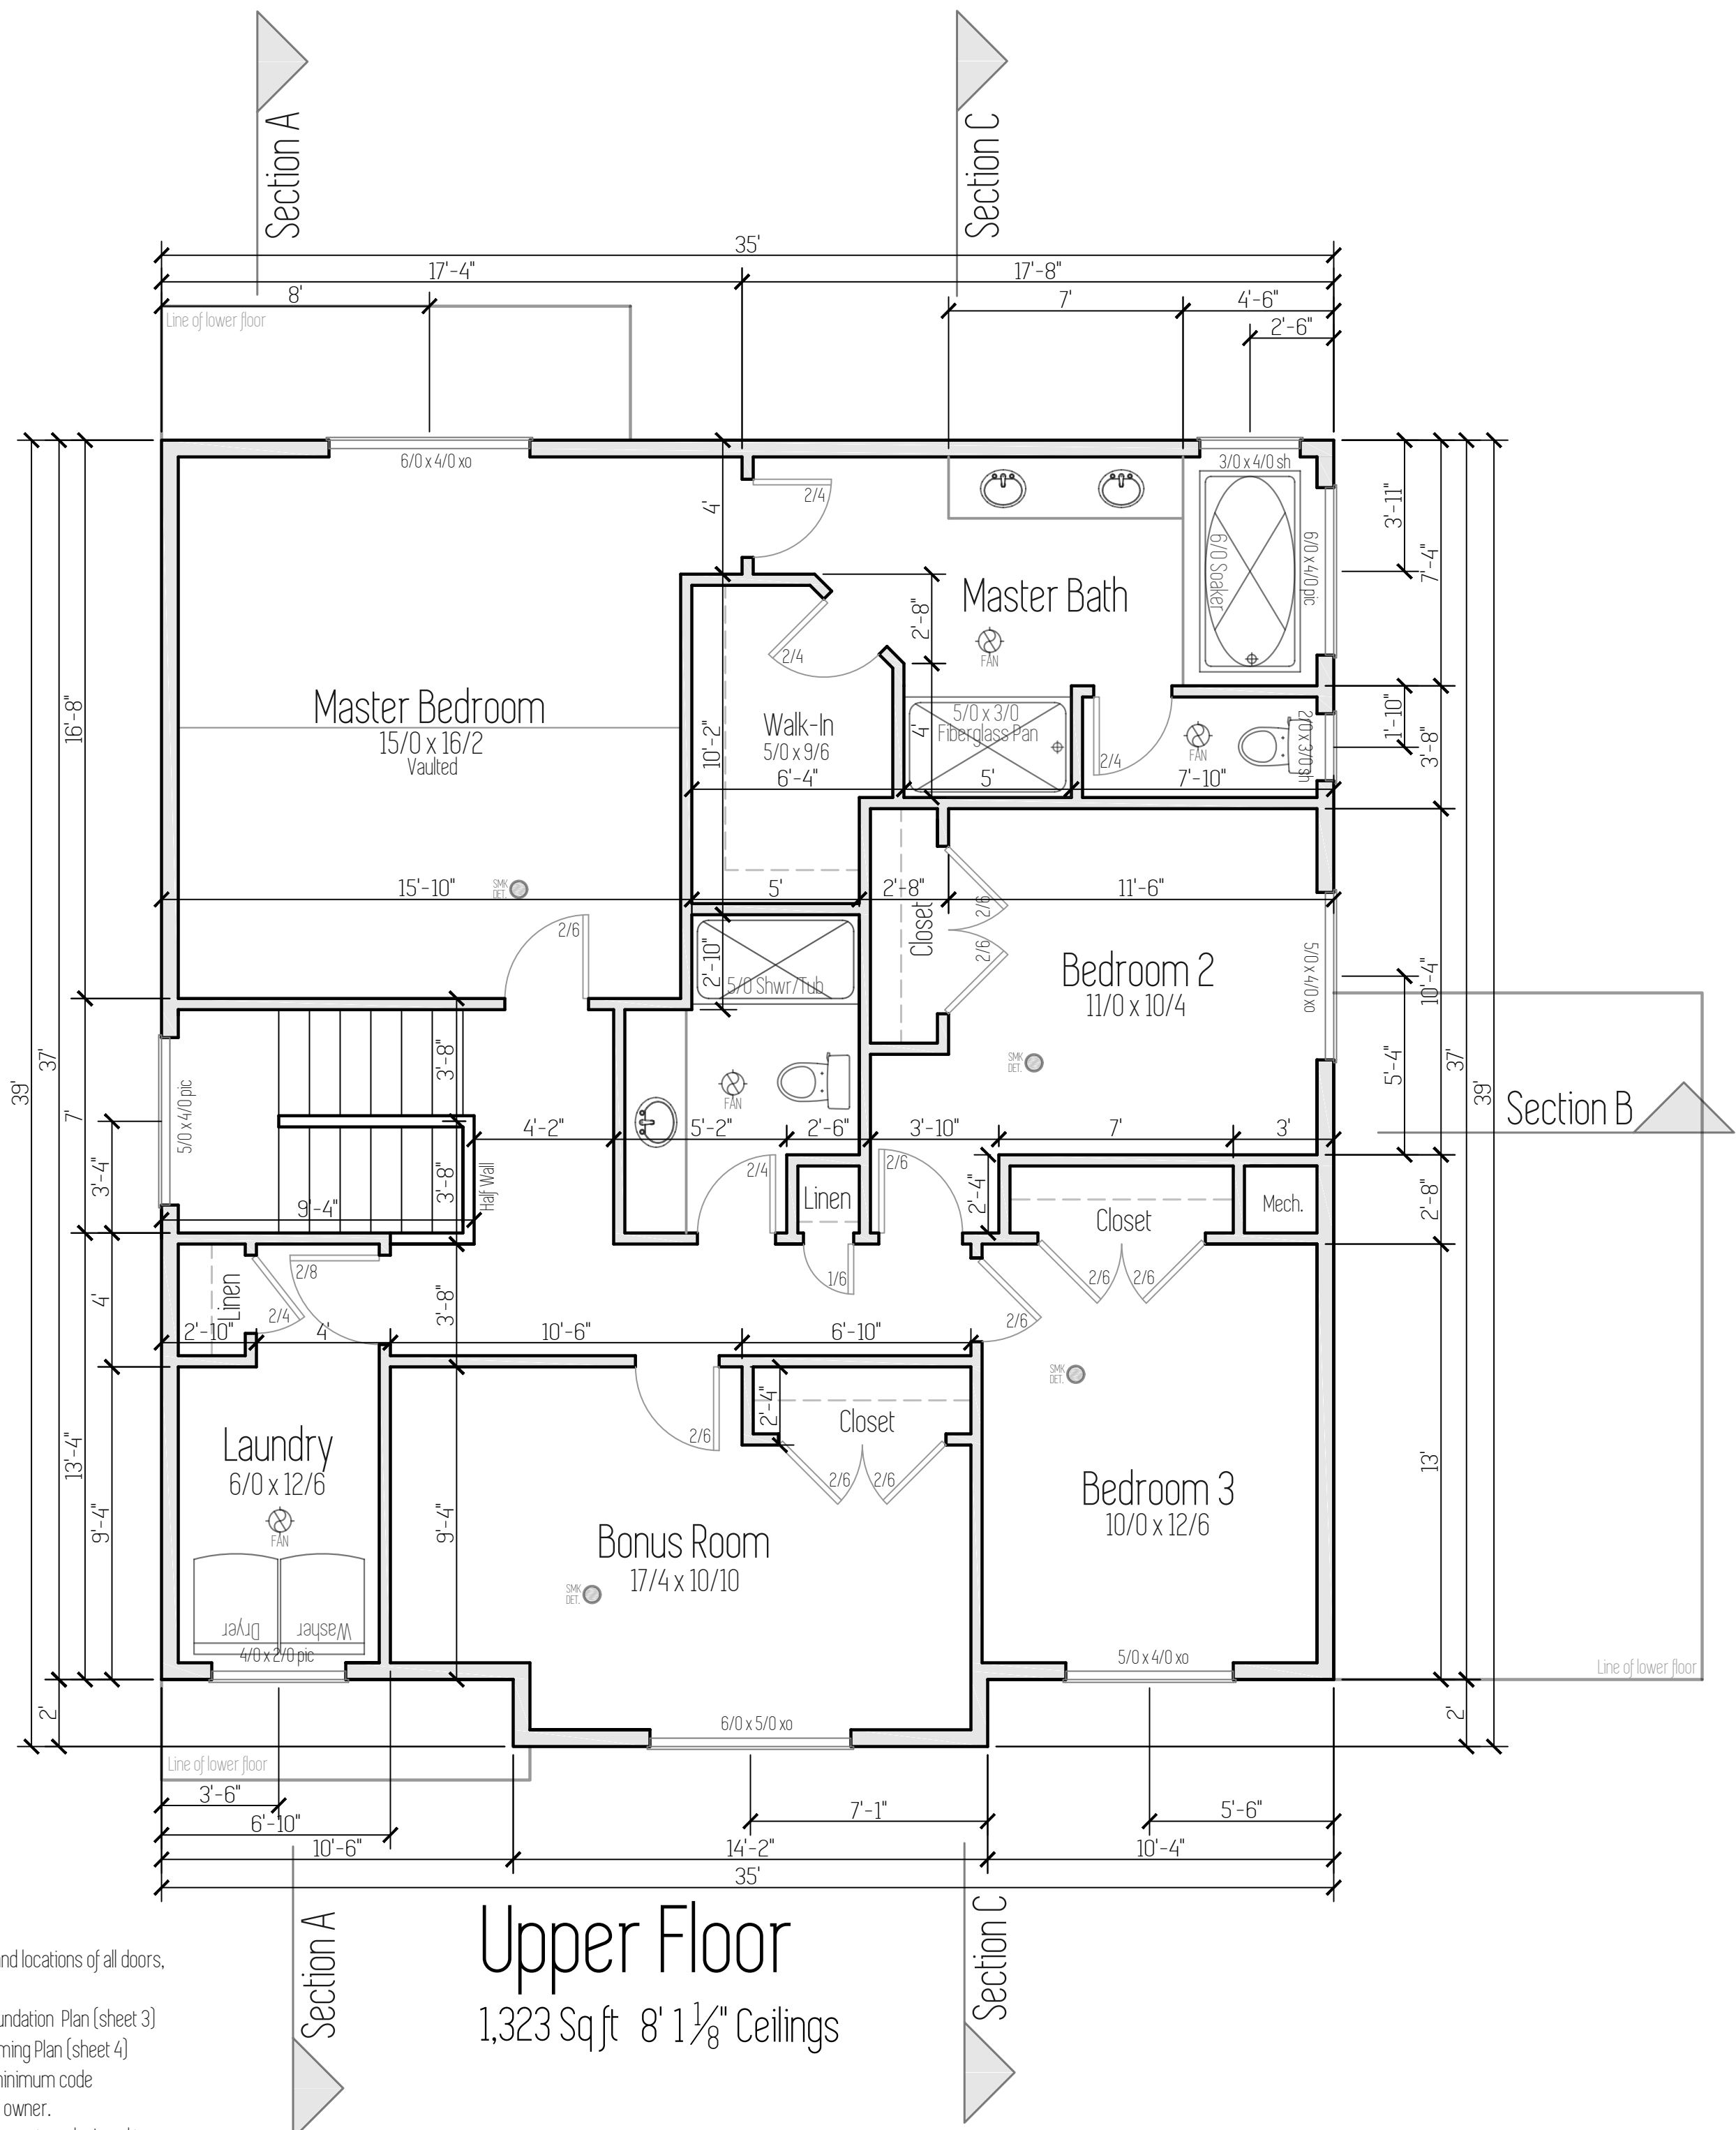 Section A
Section C
35'
17'-4"
17'-8"
8'
7'
4'-6"
2'-6"
Line of lower floor
6/0 x 4/0 xo
3/0 x 4/0 sh
2/4
4'
3'-11"
7'-4"
6/0 Soaker
6/0 x 4/0 pic
Master Bath
FAN
2'-8"
2/4
Master Bedroom
15/0 x 16/2
Vaulted
Walk-In
5/0 x 9/6
10'-2"
6'-4"
5/0 x 3/0
Fiberglass Pan
4'
5'
2/4
FAN
7'-10"
2/0 x 3/0 sh
1'-10"
3'-8"
16'-8"
15'-10"
SMK
DET.
5'
2'-8"
11'-6"
2/6
Closet
2/6
2/6
2'-10"
5/0 Shwr/Tub
Bedroom 2
11/0 x 10/4
5/0 x 4/0 xo
10'-4"
5'-4"
SMK
DET.
39'
37'
7'
3'-4"
5/0 x 4/0 pic
3'-8"
3'-8"
9'-4"
Half Wall
4'-2"
FAN
5'-2"
2'-6"
3'-10"
7'
3'
37'
39'
Section B
2/4
Linen
2/6
2'-4"
Closet
Mech.
2'-8"
2/8
Linen
2/4
4'
3'-8"
1/6
2/6
2/6
2/6
2'-10"
4'
10'-6"
6'-10"
SMK
DET.
2'-4"
Closet
2/6
2/6
2/6
13'-4"
9'-4"
Laundry
6/0 x 12/6
FAN
Dryer
Washer
4/0 x 2/0 pic
9'-4"
Bonus Room
17/4 x 10/10
SMK
DET.
6/0 x 5/0 xo
Bedroom 3
10/0 x 12/6
5/0 x 4/0 xo
13'
Line of lower floor
2'
2'
Line of lower floor
3'-6"
6'-10"
7'-1"
5'-6"
10'-6"
14'-2"
10'-4"
35'
Section A
Section C
Upper Floor
1,323 Sq ft 8' 1 1/8" Ceilings
and locations of all doors,
undation Plan (sheet 3)
ming Plan (sheet 4)
minimum code
owner.